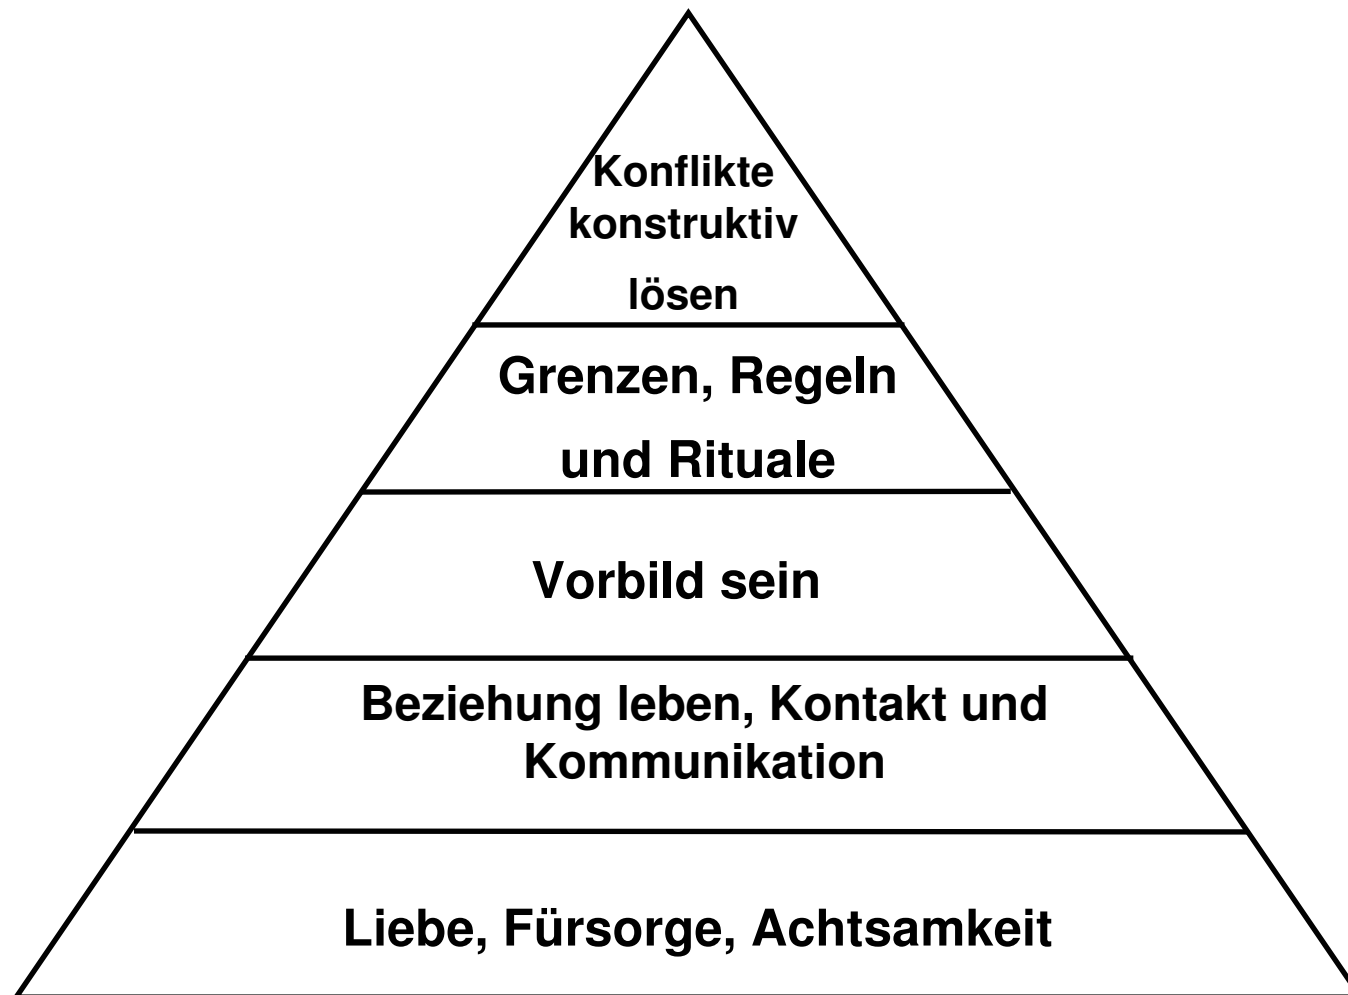 Konflikte
konstruktiv
lösen
Grenzen, Regeln
und Rituale
Vorbild sein
Beziehung leben, Kontakt und
Kommunikation
Liebe, Fürsorge, Achtsamkeit